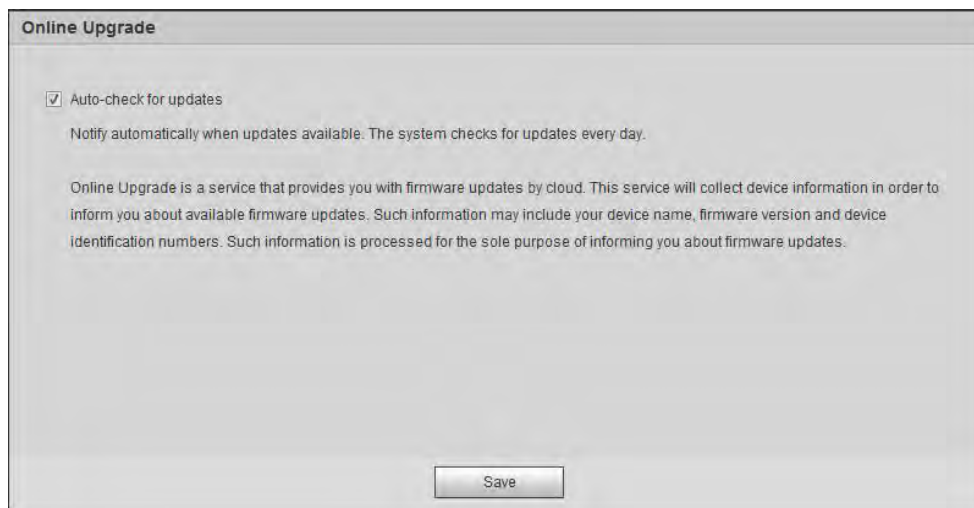 Online Upgrade
Auto-check for updates
Notify automatically when updates available. The system checks for updates every day.
Online Upgrade is a service that provides you with firmware updates by cloud. This service will collect device information in order to
inform you about available firmware updates. Such information may include your device name, firmware version and device
identification numbers. Such information is processed for the sole purpose of informing you about firmware updates.
Save